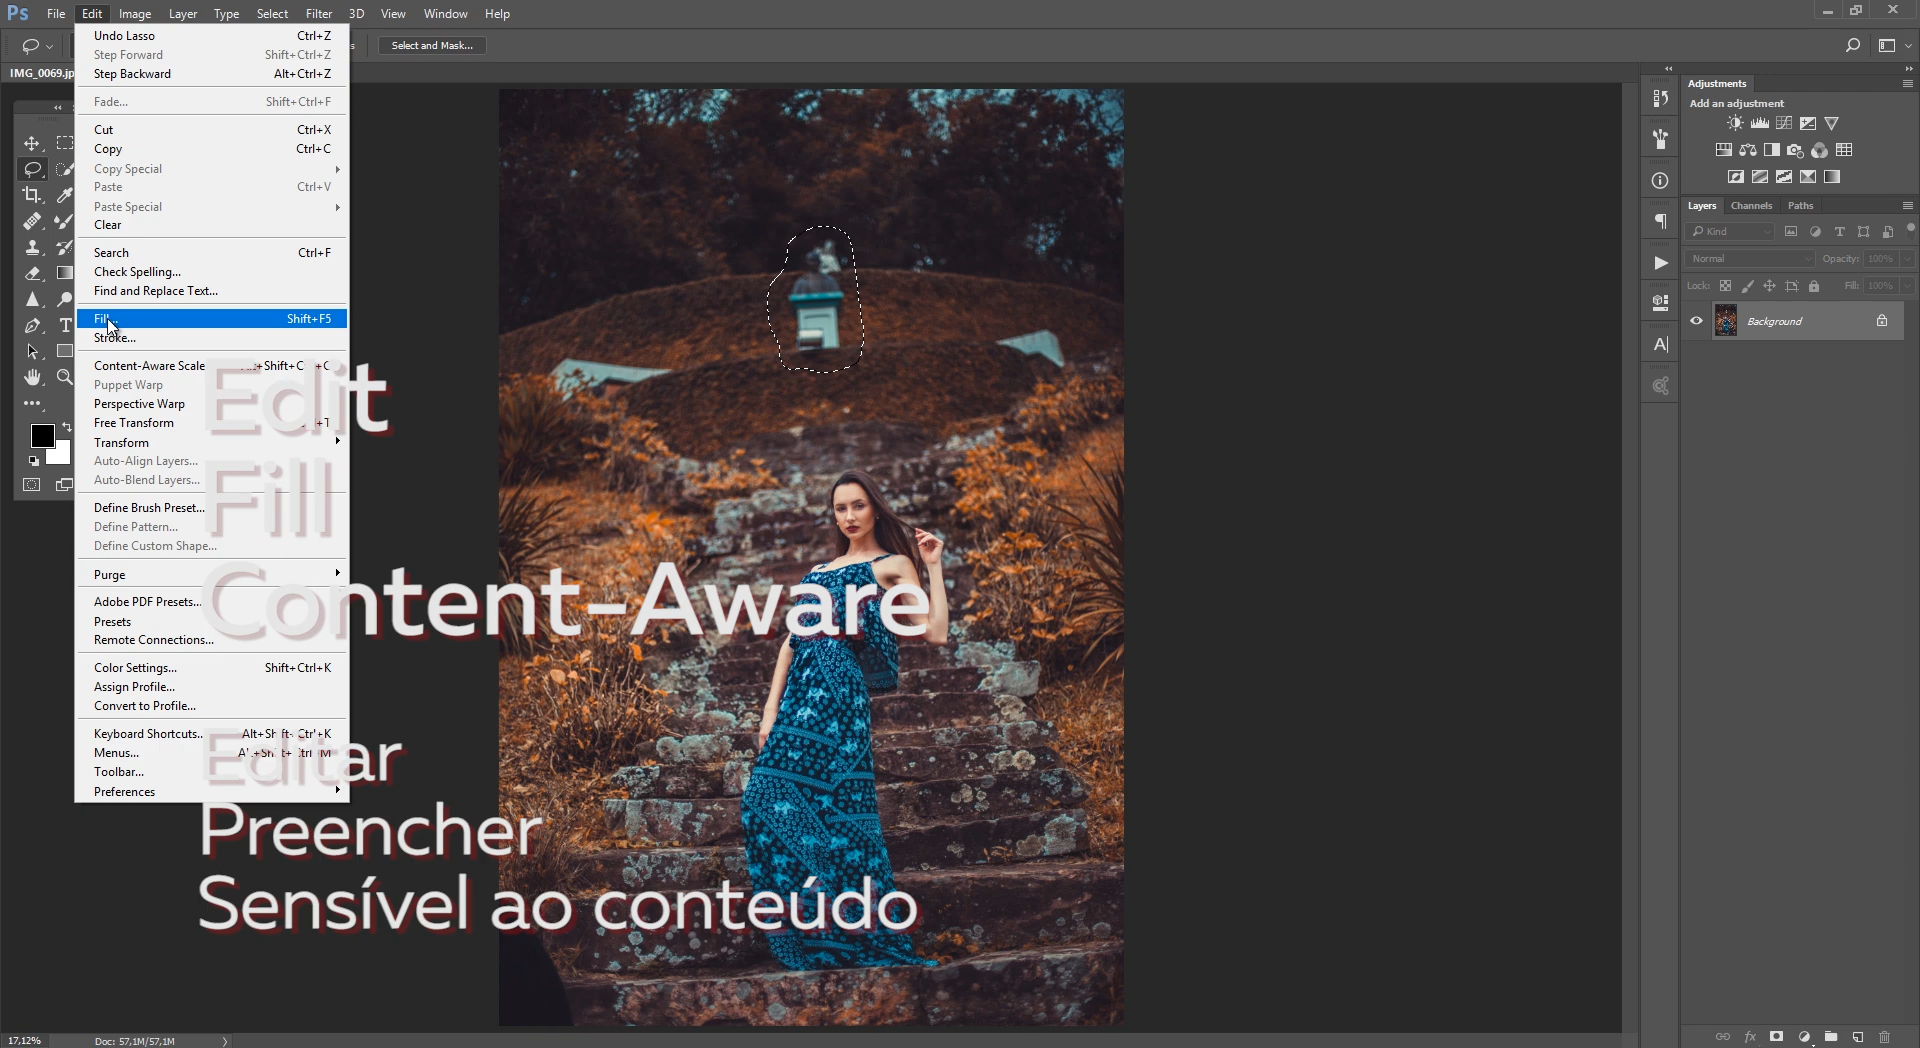 Ps File Edit Image Layer Type Select Filter 3D View Window Help
Select and Mask...
IMG_0069.jp
Undo Lasso Ctrl+Z
Step Forward Shift+Ctrl+Z
Step Backward Alt+Ctrl+Z
Fade... Shift+Ctrl+F
Cut Ctrl+X
Copy Ctrl+C
Copy Special
Paste Ctrl+V
Paste Special
Clear
Search Ctrl+F
Check Spelling...
Find and Replace Text...
Fill... Shift+F5
Stroke...
Content-Aware Scale
Puppet Warp
Perspective Warp
Free Transform
Transform
Auto-Align Layers...
Auto-Blend Layers...
Define Brush Preset...
Define Pattern...
Define Custom Shape...
Purge
Adobe PDF Presets...
Presets
Remote Connections...
Color Settings... Shift+Ctrl+K
Assign Profile...
Convert to Profile...
Keyboard Shortcuts...
Menus...
Toolbar...
Preferences
Edit
Fill
Content-Aware
Editar
Preencher
Sensível ao conteúdo
Adjustments
Add an adjustment
Layers Channels Paths
Kind
Normal Opacity: 100%
Lock: Fill: 100%
Background
17,12% Doc: 57,1M/57,1M